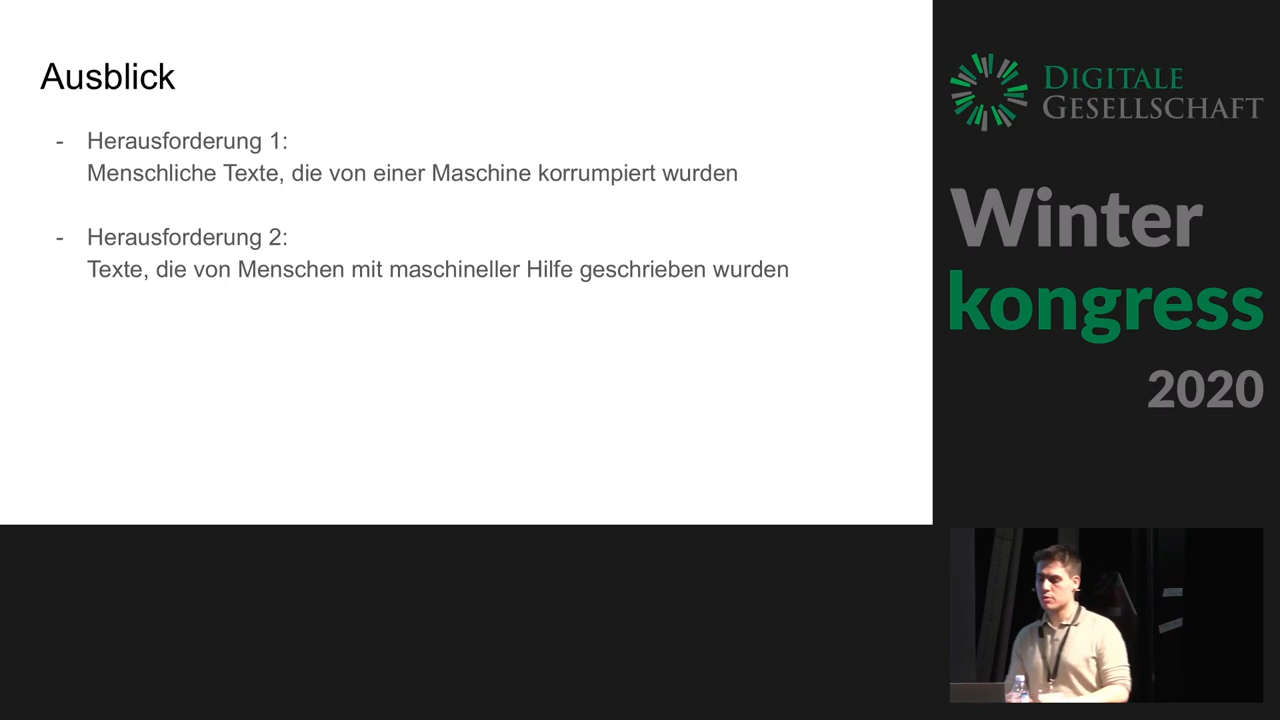 Ausblick
- Herausforderung 1:
Menschliche Texte, die von einer Maschine korrumpiert wurden
- Herausforderung 2:
Texte, die von Menschen mit maschineller Hilfe geschrieben wurden
DIGITALE
GESELLSCHAFT
Winter
kongress
2020